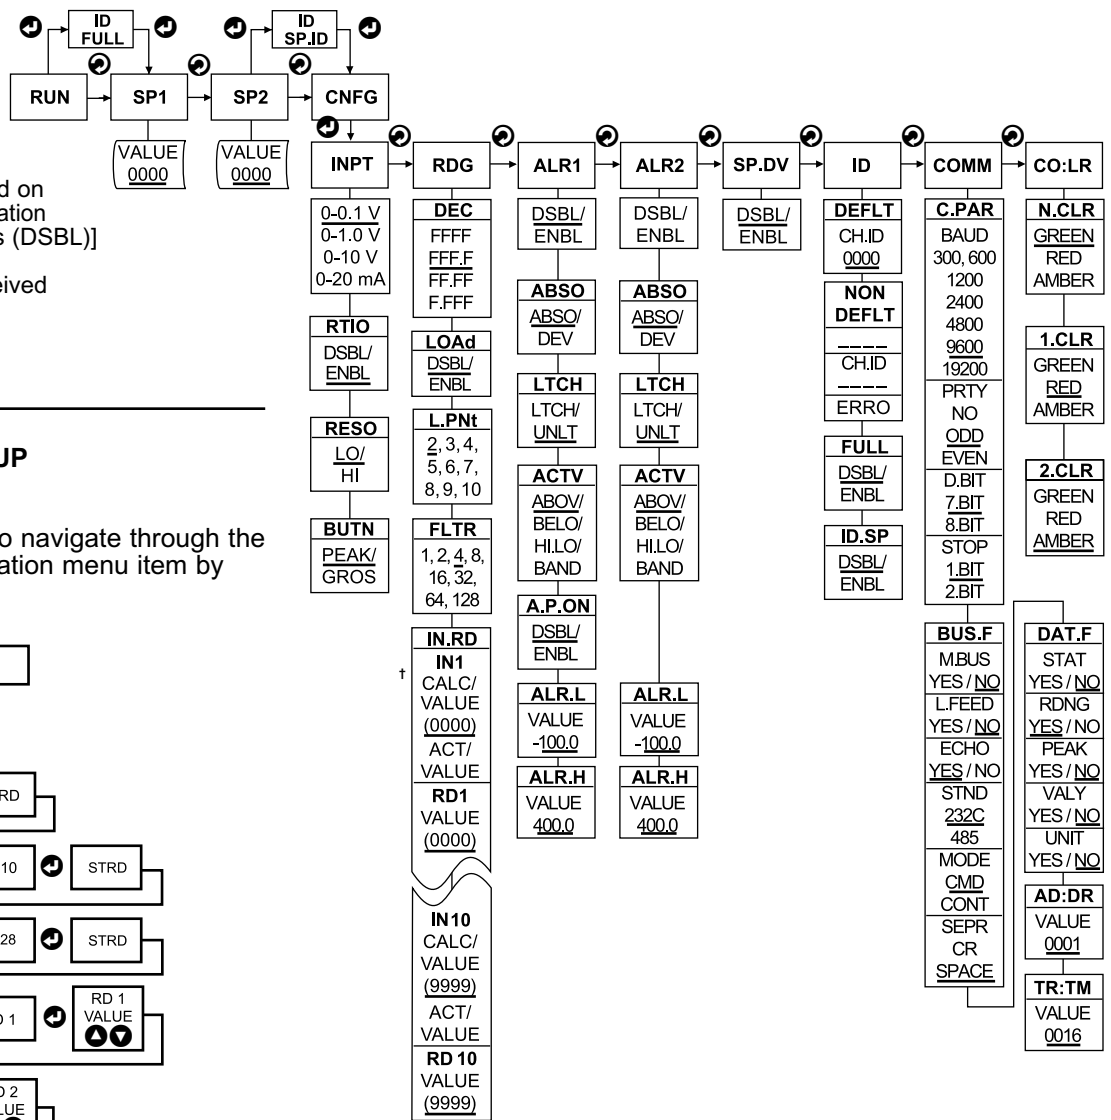 ID
FULL
ID
SP.ID
RUN
SP1
SP2
CNFG
VALUE
0000
VALUE
0000
d on
ation
s (DSBL)]
eived
UP
o navigate through the
ation menu item by
RD
10
STRD
28
STRD
1
RD 1
VALUE
2
LUE
INPT
0-0.1 V
0-1.0 V
0-10 V
0-20 mA
RTIO
DSBL/
ENBL
RESO
LO/
HI
BUTN
PEAK/
GROS
RDG
DEC
FFFF
FFF.F
FF.FF
F.FFF
LOAd
DSBL/
ENBL
L.PNt
2, 3, 4,
5, 6, 7,
8, 9, 10
FLTR
1, 2, 4, 8,
16, 32,
64, 128
†
IN.RD
IN1
CALC/
VALUE
(0000)
ACT/
VALUE
RD1
VALUE
(0000)
IN10
CALC/
VALUE
(9999)
ACT/
VALUE
RD 10
VALUE
(9999)
ALR1
DSBL/
ENBL
ABSO
ABSO/
DEV
LTCH
LTCH/
UNLT
ACTV
ABOV/
BELO/
HI.LO/
BAND
A.P.ON
DSBL/
ENBL
ALR.L
VALUE
-100.0
ALR.H
VALUE
400.0
ALR2
DSBL/
ENBL
ABSO
ABSO/
DEV
LTCH
LTCH/
UNLT
ACTV
ABOV/
BELO/
HI.LO/
BAND
ALR.L
VALUE
-100.0
ALR.H
VALUE
400.0
SP.DV
DSBL/
ENBL
ID
DEFLT
CH.ID
0000
NON
DEFLT
_ _ _ _
CH.ID
_ _ _ _
ERRO
FULL
DSBL/
ENBL
ID.SP
DSBL/
ENBL
COMM
C.PAR
BAUD
300, 600
1200
2400
4800
9600
19200
PRTY
NO
ODD
EVEN
D.BIT
7.BIT
8.BIT
STOP
1.BIT
2.BIT
BUS.F
M.BUS
YES / NO
L.FEED
YES / NO
ECHO
YES / NO
STND
232C
485
MODE
CMD
CONT
SEPR
CR
SPACE
DAT.F
STAT
YES / NO
RDNG
YES / NO
PEAK
YES / NO
VALY
YES / NO
UNIT
YES / NO
AD:DR
VALUE
0001
TR:TM
VALUE
0016
CO:LR
N.CLR
GREEN
RED
AMBER
1.CLR
GREEN
RED
AMBER
2.CLR
GREEN
RED
AMBER